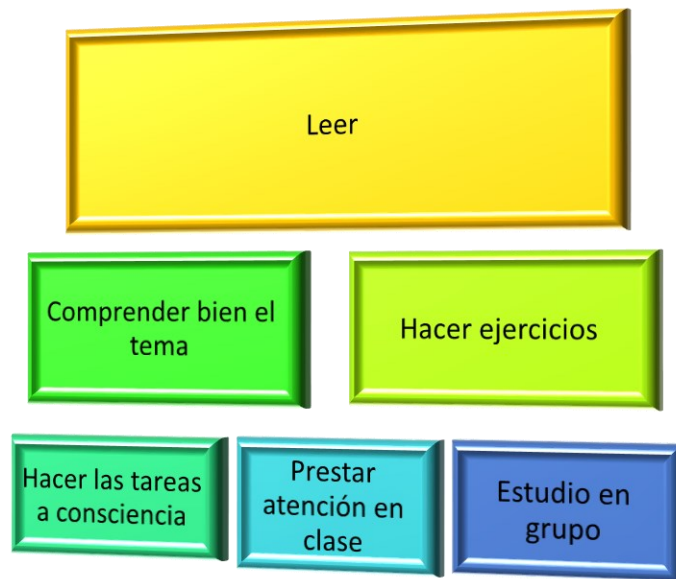 Leer
Comprender bien el
tema
Hacer ejercicios
Hacer las tareas
a consciencia
Prestar
atención en
clase
Estudio en
grupo